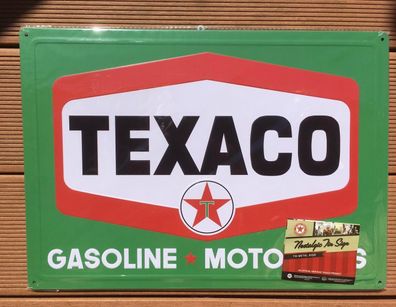 TEXACO
T
GASOLINE ★ MOTO
Nostalgic Tin Sign